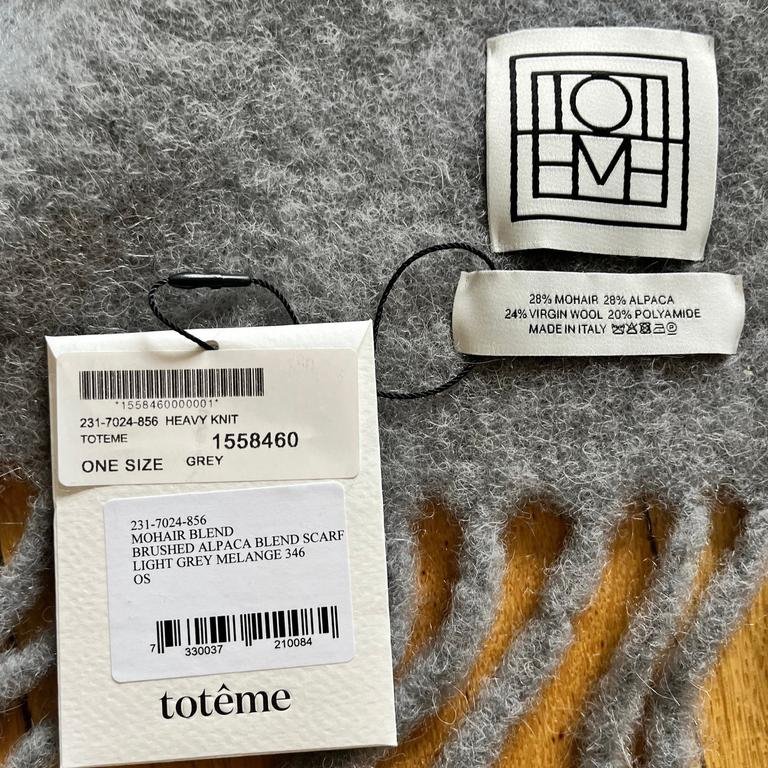 TOT
EME
28% MOHAIR 28% ALPACA
24% VIRGIN WOOL 20% POLYAMIDE
MADE IN ITALY
*1558460000001*
231-7024-856 HEAVY KNIT
TOTEME 1558460
ONE SIZE GREY
231-7024-856
MOHAIR BLEND
BRUSHED ALPACA BLEND SCARF
LIGHT GREY MELANGE 346
OS
7 330037 210084
totême